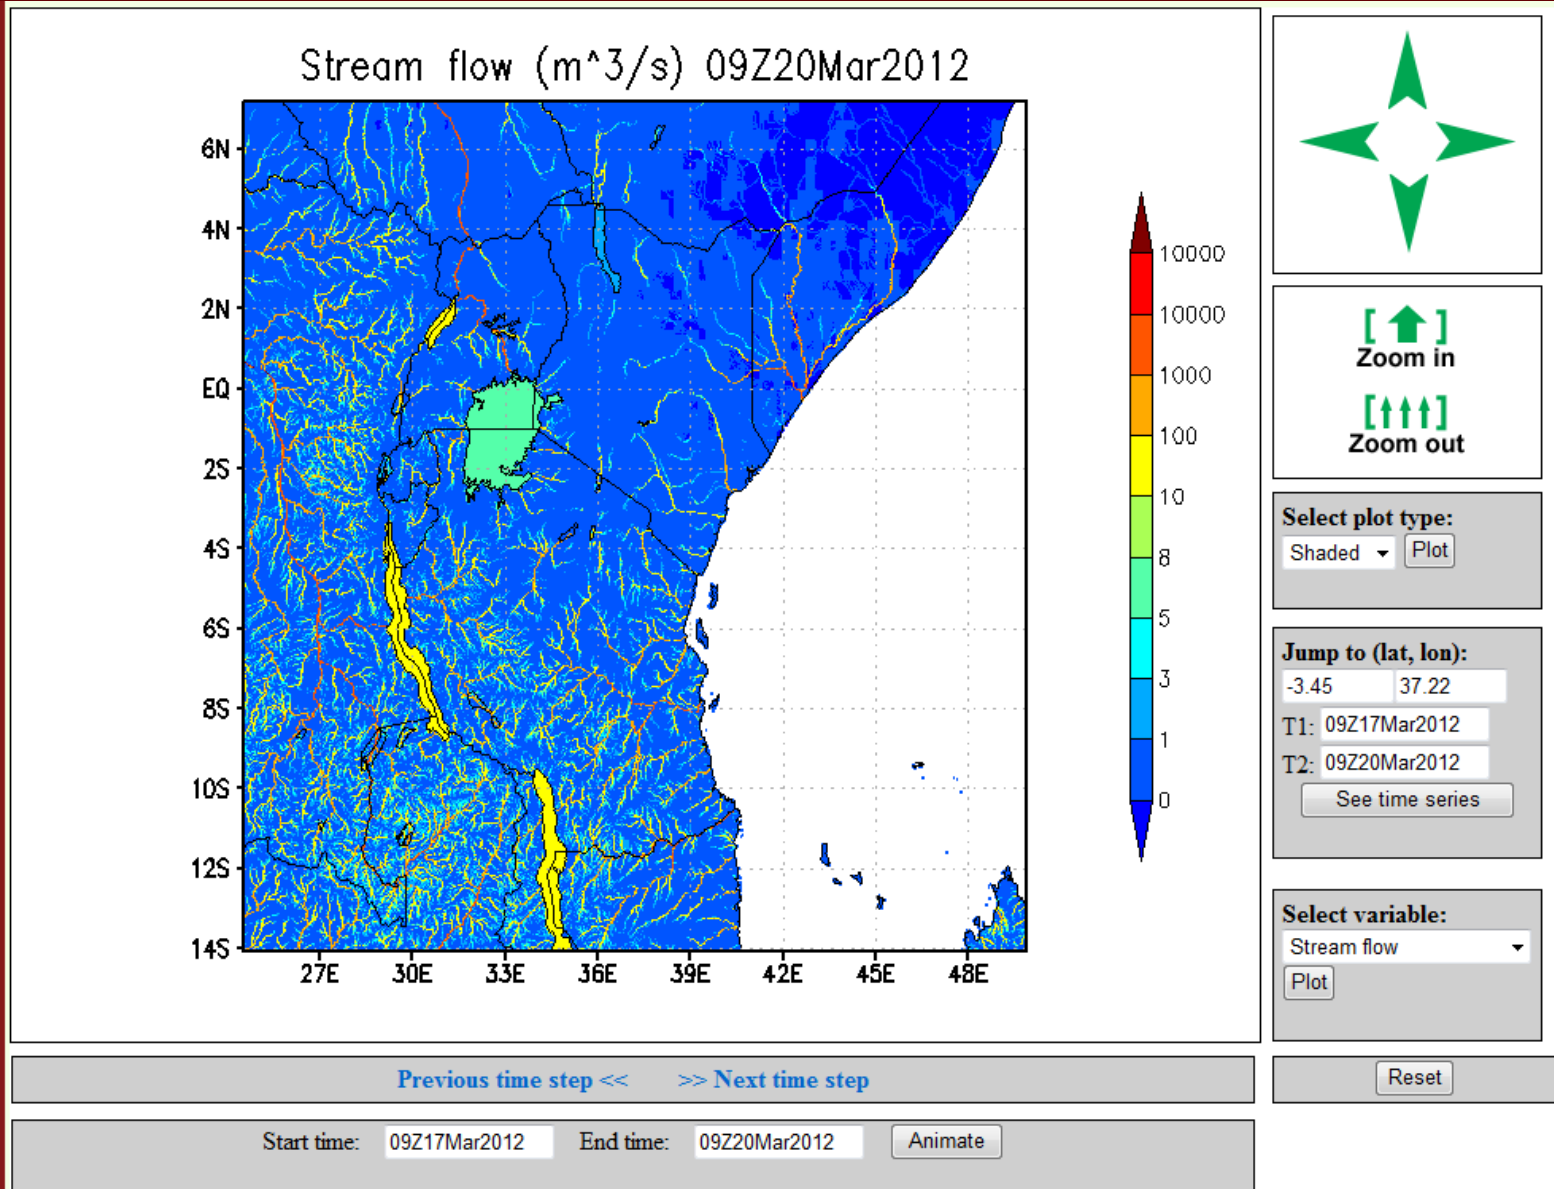 Stream flow (m^3/s) 09Z20Mar2012
6N
4N
2N
EQ
2S
4S
6S
8S
10S
12S
14S
27E 30E 33E 36E 39E 42E 45E 48E
10000
10000
1000
100
10
8
5
3
1
0
[ ]
Zoom in
[ ]
Zoom out
Select plot type:
Shaded Plot
Jump to (lat, lon):
-3.45 37.22
T1: 09Z17Mar2012
T2: 09Z20Mar2012
See time series
Select variable:
Stream flow
Plot
Previous time step << >> Next time step
Reset
Start time: 09Z17Mar2012 End time: 09Z20Mar2012 Animate